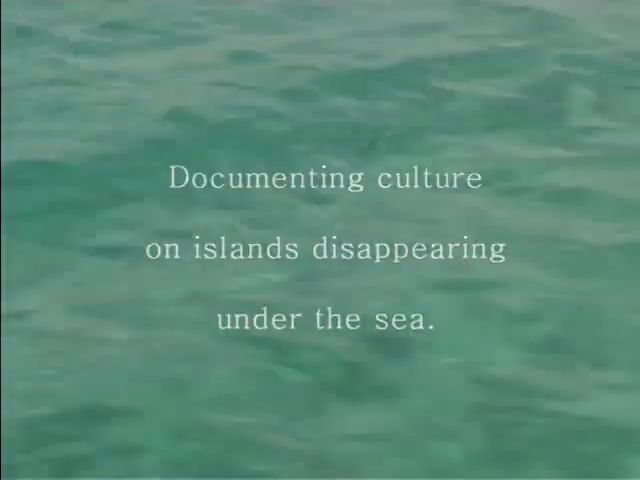 Documenting culture
on islands disappearing
under the sea.